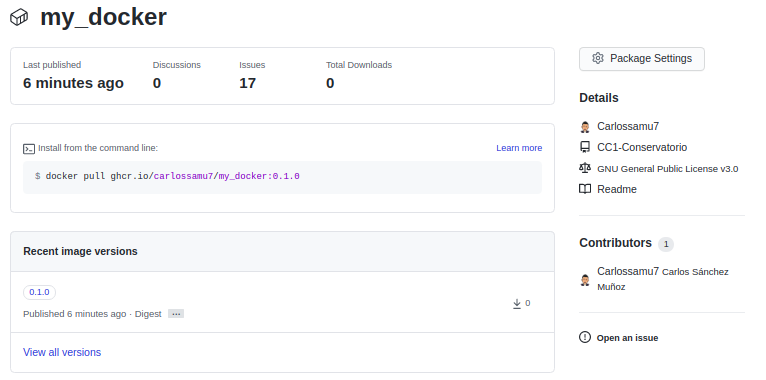 my_docker
Last published
6 minutes ago
Discussions
0
Issues
17
Total Downloads
0
Install from the command line:
Learn more
$ docker pull ghcr.io/carlossamu7/my_docker:0.1.0
Recent image versions
0.1.0
Published 6 minutes ago · Digest ...
0
View all versions
Package Settings
Details
Carlossamu7
CC1-Conservatorio
GNU General Public License v3.0
Readme
Contributors 1
Carlossamu7 Carlos Sánchez
Muñoz
Open an issue